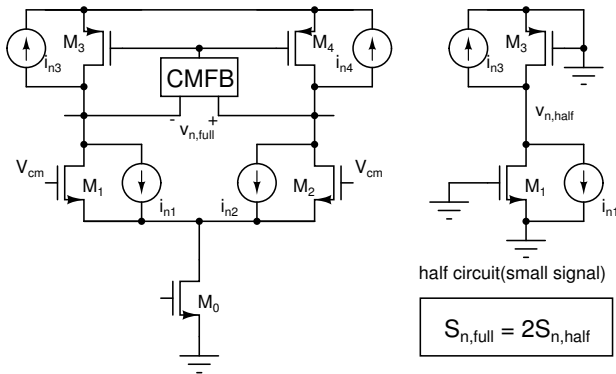 M3
M4
in3
in4
CMFB
- vn,full +
Vcm
M1
in1
in2
M2
Vcm
M0
M3
in3
vn,half
M1
in1
half circuit(small signal)
Sn,full = 2Sn,half